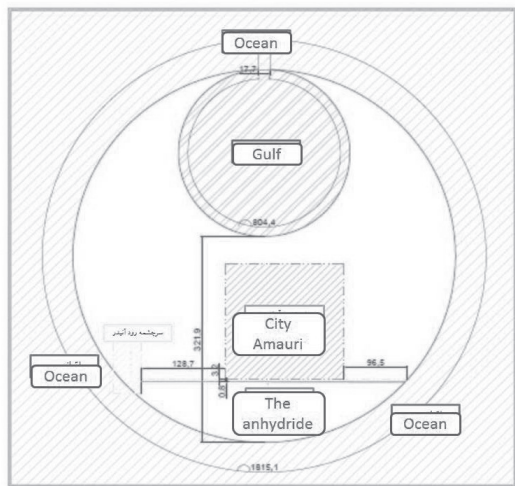 Ocean
17,7
Gulf
804,4
321,9
City
Amauri
سرچشمه رود آنیدر
128,7
3,2
96,5
0,8
Ocean
The
anhydride
Ocean
1815,1